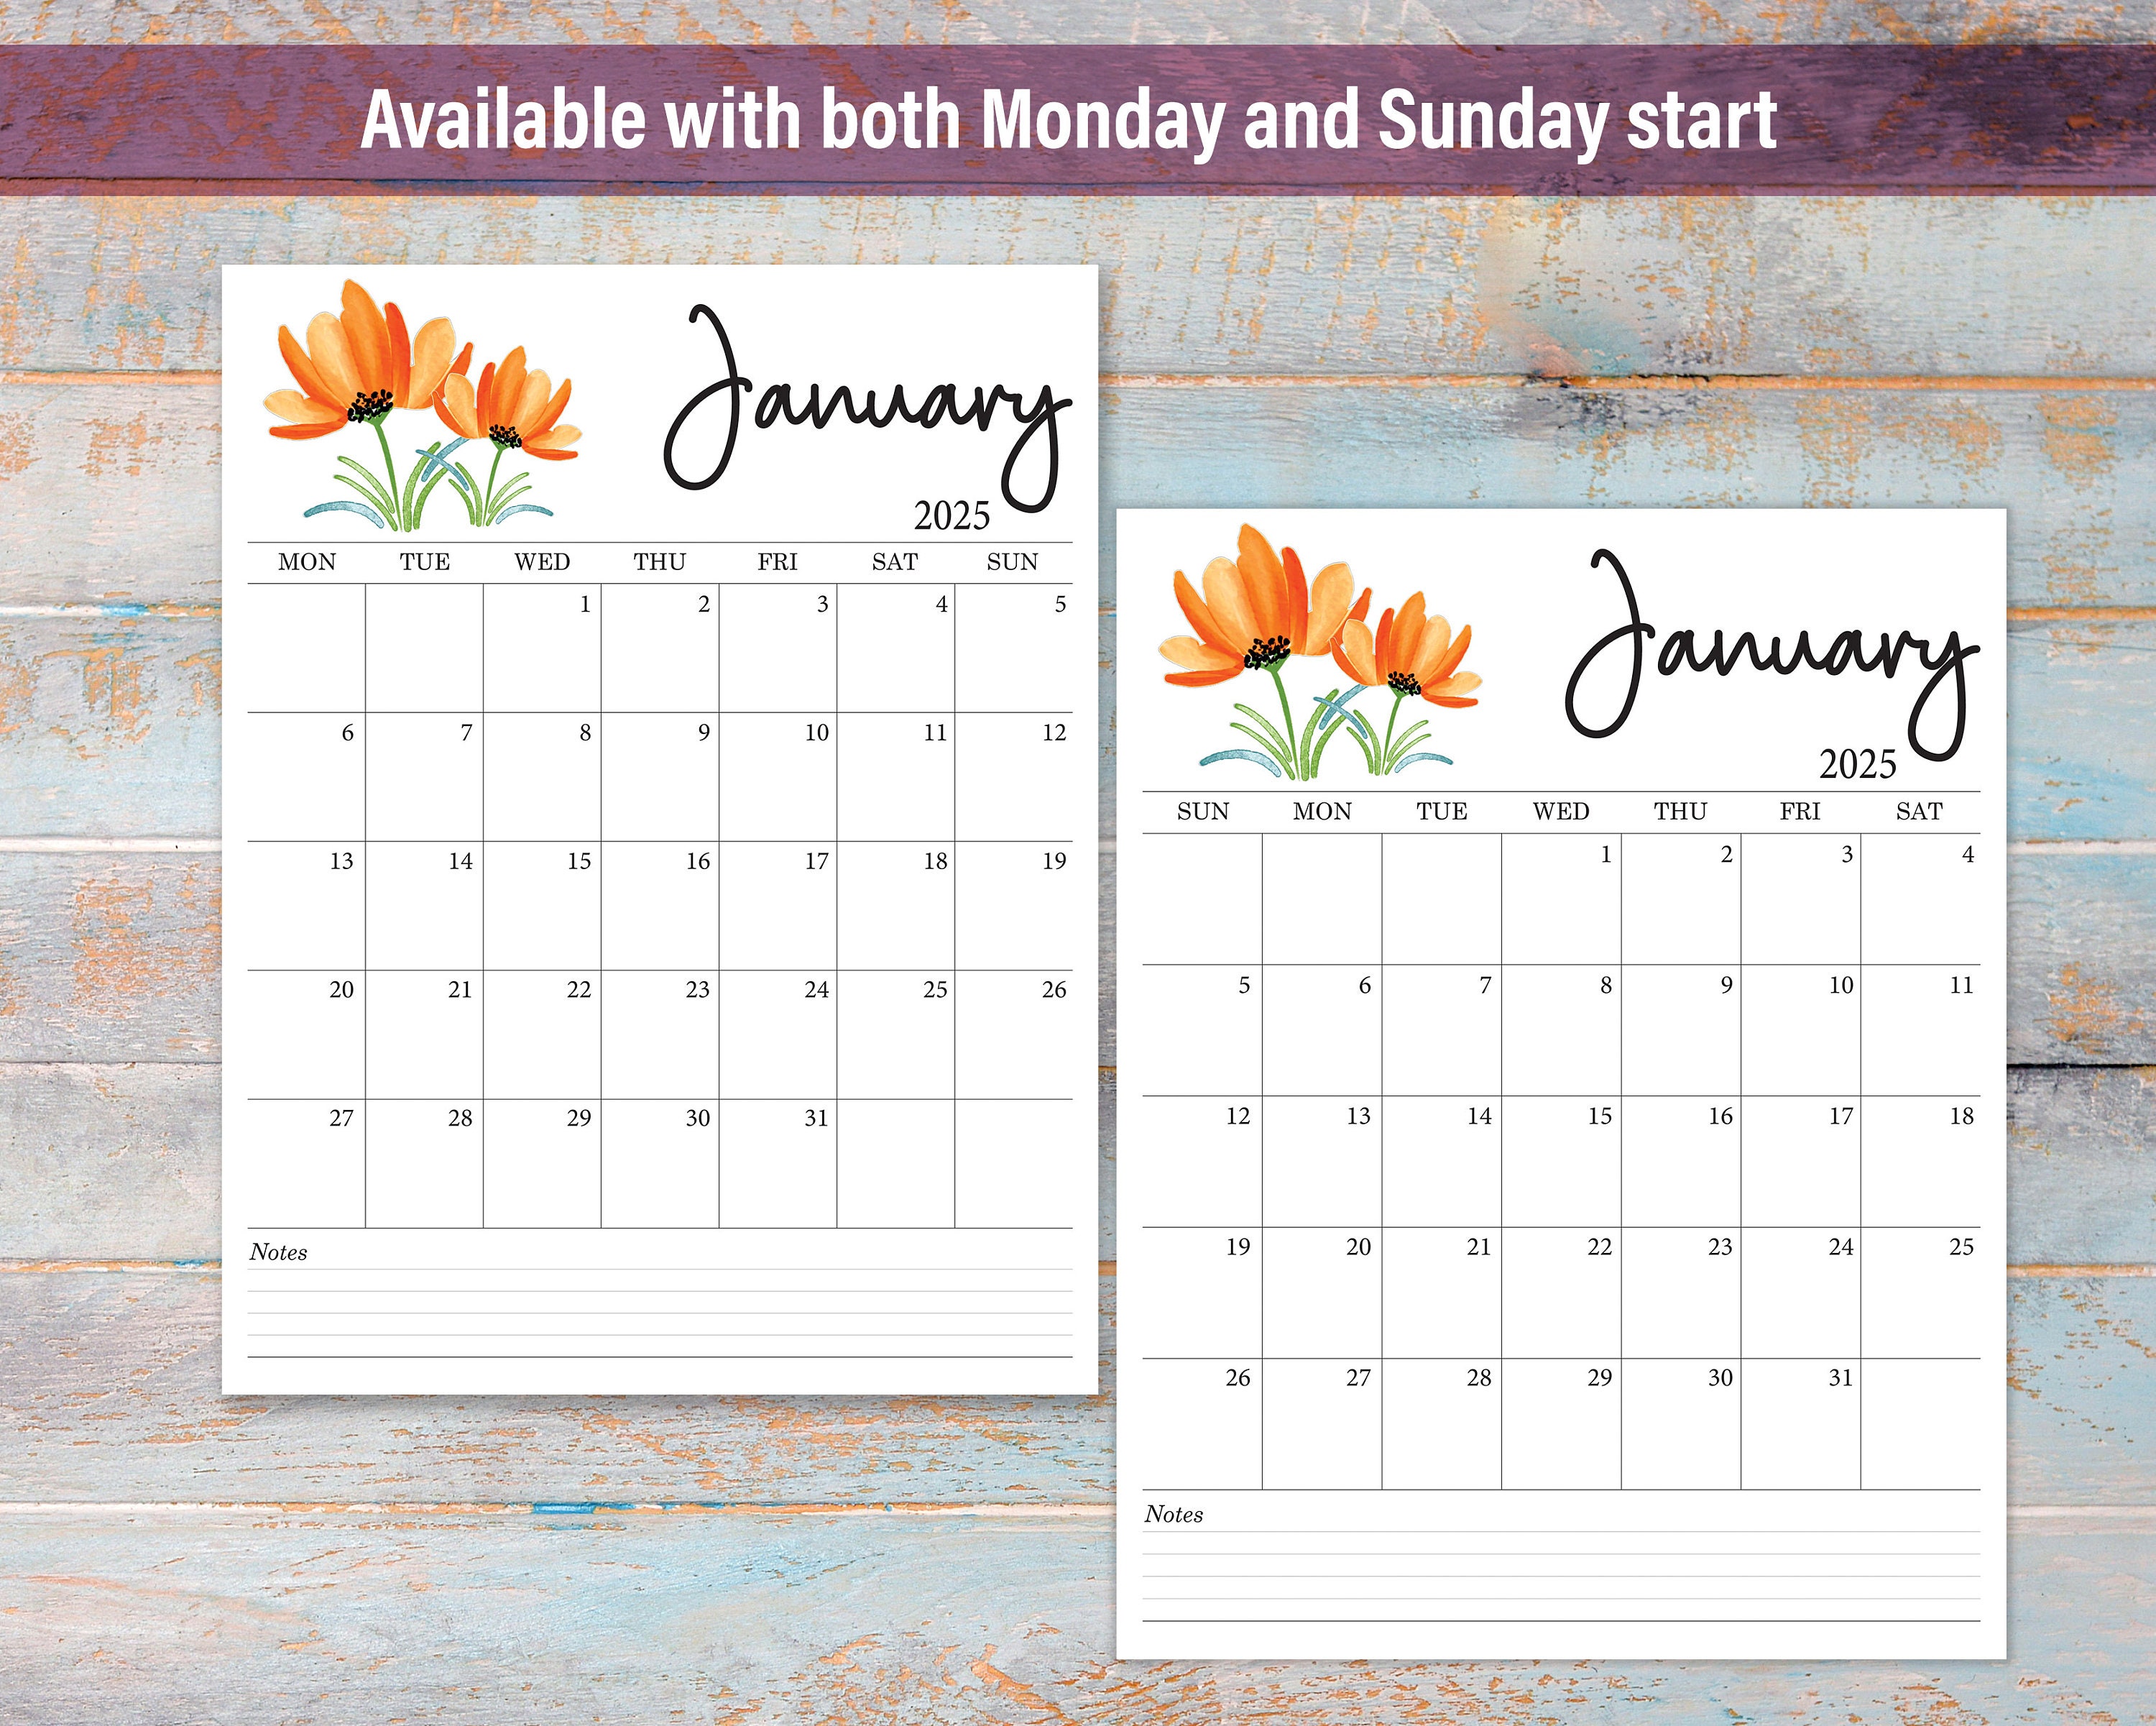 Available with both Monday and Sunday start
January
2025
MON TUE WED THU FRI SAT SUN
1 2 3 4 5
6 7 8 9 10 11 12
13 14 15 16 17 18 19
20 21 22 23 24 25 26
27 28 29 30 31
Notes
January
2025
SUN MON TUE WED THU FRI SAT
1 2 3 4
5 6 7 8 9 10 11
12 13 14 15 16 17 18
19 20 21 22 23 24 25
26 27 28 29 30 31
Notes